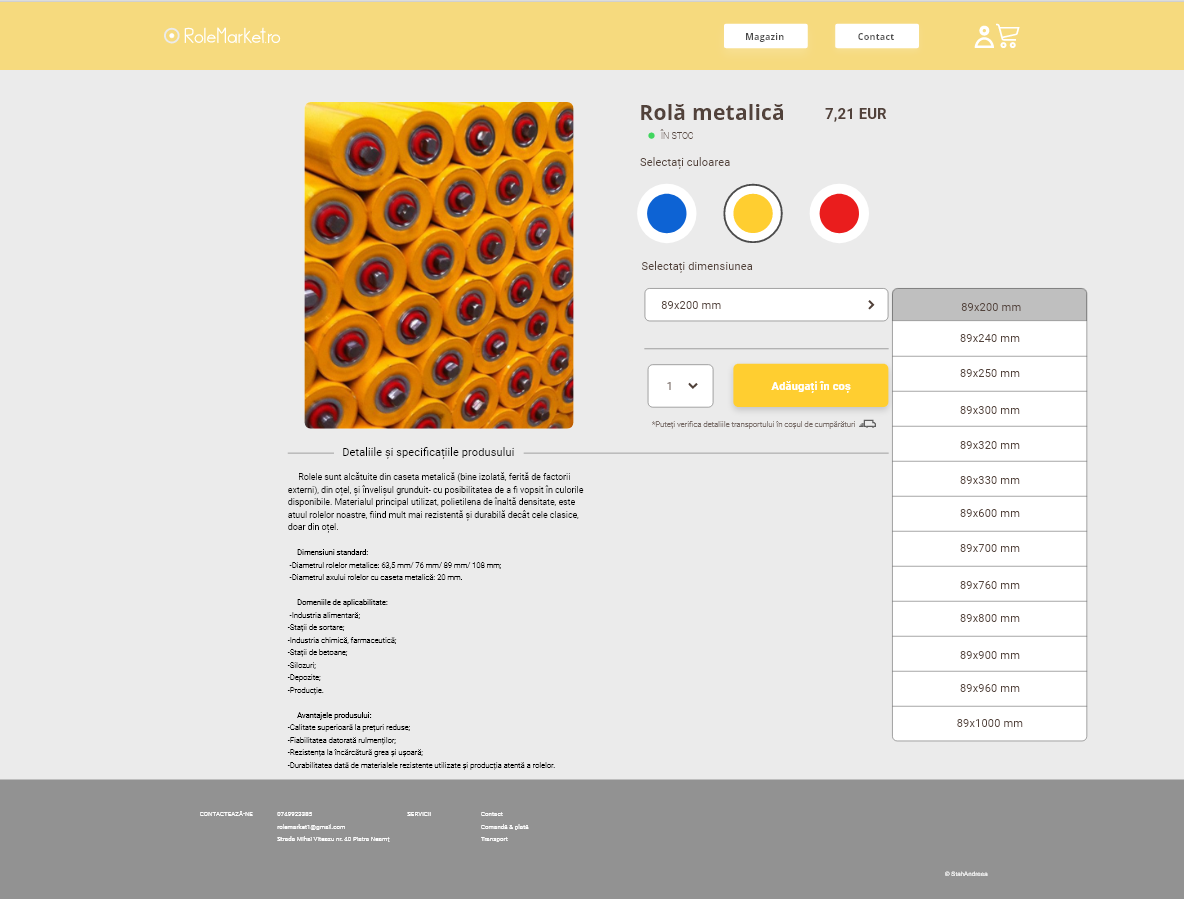 RoleMarket.ro
Magazin
Contact
Rolă metalică
7,21 EUR
ÎN STOC
Selectați culoarea
Selectați dimensiunea
89x200 mm
89x200 mm
89x240 mm
89x250 mm
89x300 mm
89x320 mm
89x330 mm
89x600 mm
89x700 mm
89x760 mm
89x800 mm
89x900 mm
89x960 mm
89x1000 mm
1
Adăugați în coș
*Puteți verifica detaliile transportului în coșul de cumpărături
Detaliile și specificațiile produsului
Rolele sunt alcătuite din caseta metalică (bine izolată, ferită de factorii
externi), din oțel, și învelișul grunduit- cu posibilitatea de a fi vopsit în culorile
disponibile. Materialul principal utilizat, polietilena de înaltă densitate, este
atuul rolelor noastre, fiind mult mai rezistentă și durabilă decât cele clasice,
doar din oțel.
Dimensiuni standard:
-Diametrul rolelor metalice: 63,5 mm/ 76 mm/ 89 mm/ 108 mm;
-Diametrul axului rolelor cu caseta metalică: 20 mm.
Domeniile de aplicabilitate:
-Industria alimentară;
-Stații de sortare;
-Industria chimică, farmaceutică;
-Stații de betoane;
-Silozuri;
-Depozite;
-Producție.
Avantajele produsului:
-Calitate superioară la prețuri reduse;
-Fiabilitatea datorată rulmenților;
-Rezistența la încărcătură grea și ușoară;
-Durabilitatea dată de materialele rezistente utilizate și producția atentă a rolelor.
CONTACTEAZĂ-NE
0749923385
rolemarket1@gmail.com
Strada Mihai Viteazu nr. 40 Piatra Neamț
SERVICII
Contact
Comandă & plată
Transport
© StahAndreea